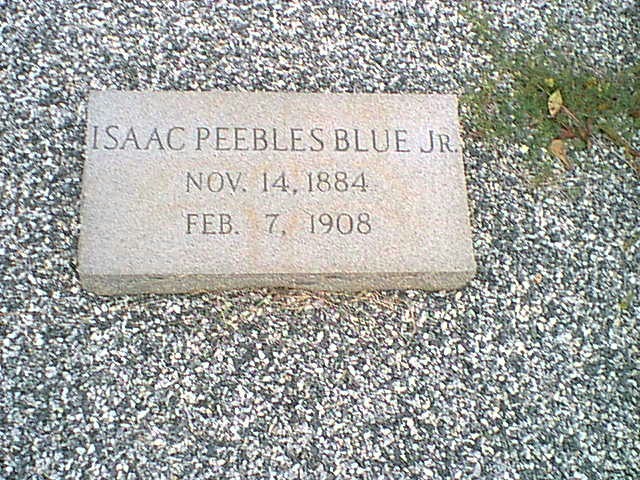 ISAAC PEEBLES BLUE JR.
NOV. 14, 1884
FEB. 7, 1908